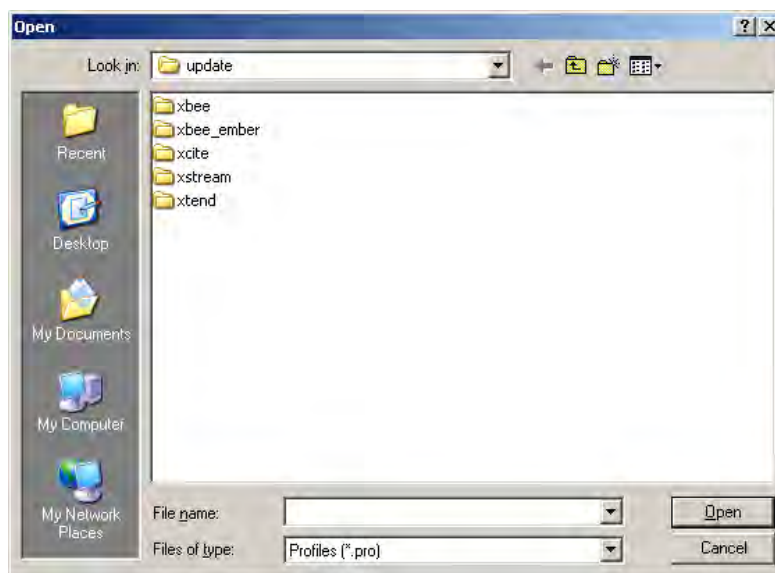 Open
Look in: update
xbee
xbee_ember
xcite
xstream
xtend
Recent
Desktop
My Documents
My Computer
My Network
Places
File name:
Open
Files of type: Profiles (*.pro)
Cancel